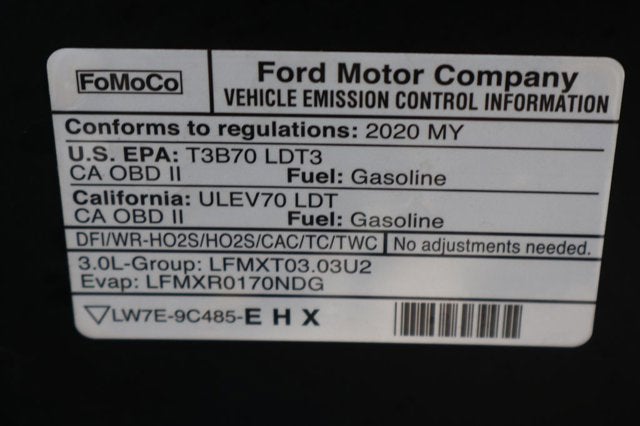 FoMoCo
Ford Motor Company
VEHICLE EMISSION CONTROL INFORMATION
Conforms to regulations: 2020 MY
U.S. EPA: T3B70 LDT3
CA OBD II Fuel: Gasoline
California: ULEV70 LDT
CA OBD II Fuel: Gasoline
DFI/WR-HO2S/HO2S/CAC/TC/TWC No adjustments needed.
3.0L-Group: LFMXT03.03U2
Evap: LFMXR0170NDG
▽LW7E-9C485-E H X